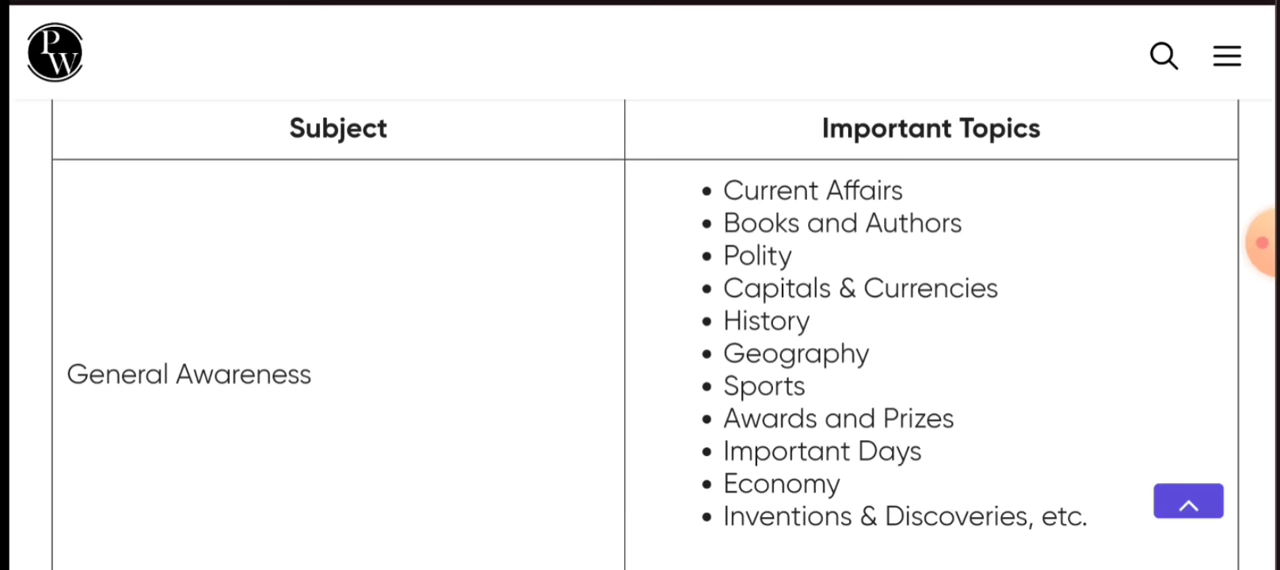 PW
Subject
Important Topics
General Awareness
• Current Affairs
• Books and Authors
• Polity
• Capitals & Currencies
• History
• Geography
• Sports
• Awards and Prizes
• Important Days
• Economy
• Inventions & Discoveries, etc.